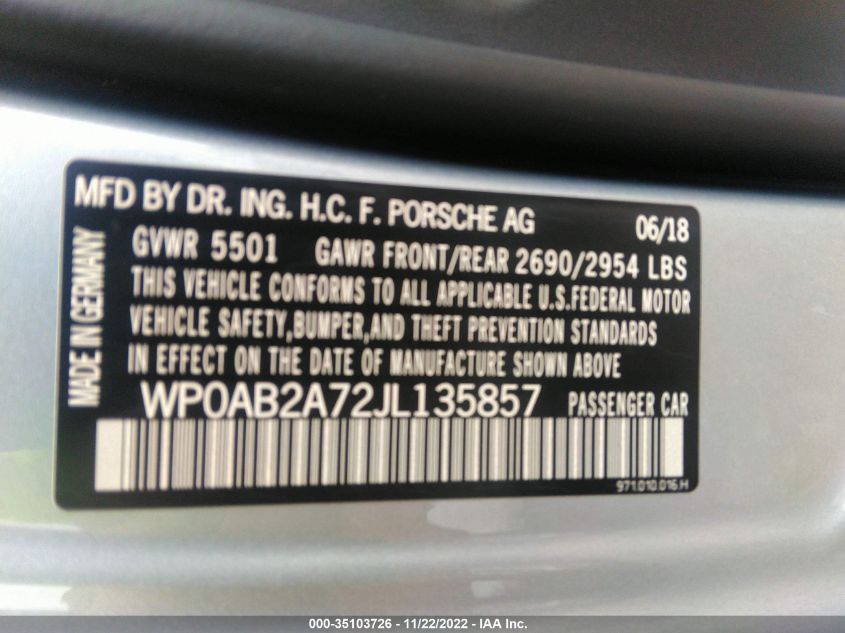 MFD BY DR. ING. H.C. F. PORSCHE AG 06/18
GVWR 5501 GAWR FRONT/REAR 2690/2954 LBS
THIS VEHICLE CONFORMS TO ALL APPLICABLE U.S.FEDERAL MOTOR
VEHICLE SAFETY,BUMPER,AND THEFT PREVENTION STANDARDS
IN EFFECT ON THE DATE OF MANUFACTURE SHOWN ABOVE
WP0AB2A72JL135857 PASSENGER CAR
971.010.016.H
MADE IN GERMANY
000-35103726 - 11/22/2022 - IAA Inc.